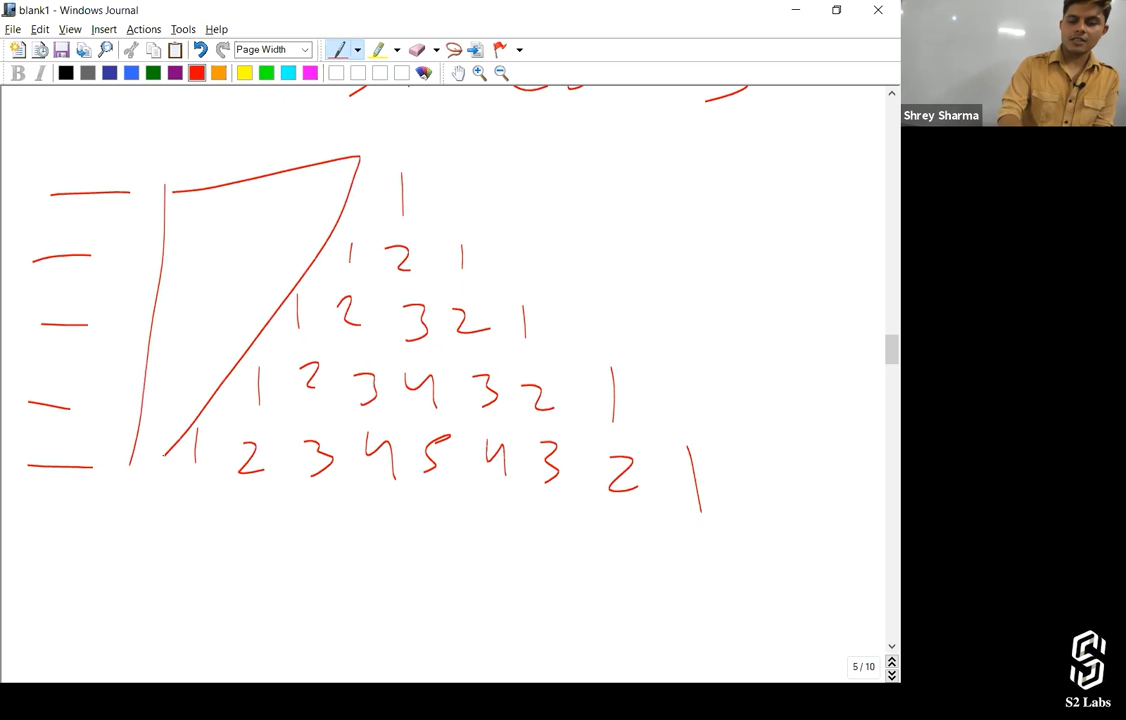 blank1 - Windows Journal
File Edit View Insert Actions Tools Help
Page Width
B I
1
1 2 1
1 2 3 2 1
1 2 3 4 3 2 1
1 2 3 4 5 4 3 2 1
5 / 10
Shrey Sharma
S2 Labs